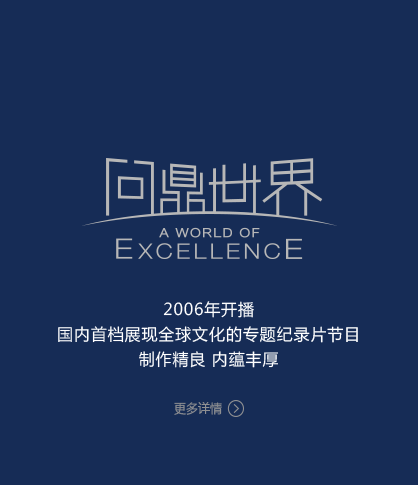 问鼎世界
A WORLD OF
EXCELLENCE
2006年开播
国内首档展现全球文化的专题纪录片节目
制作精良 内蕴丰厚
更多详情